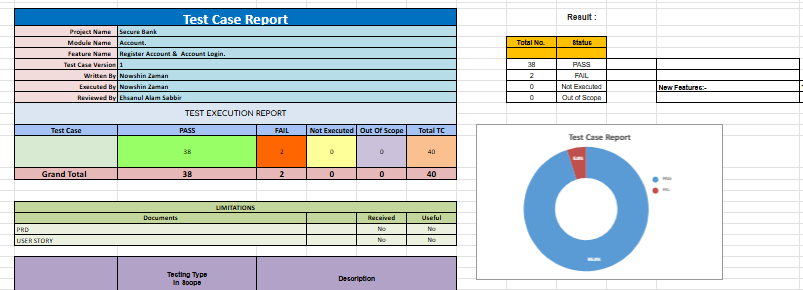 Test Case Report
Project Name Secure Bank
Module Name Account.
Feature Name Register Account & Account Login.
Test Case Version 1
Written By Nowshin Zaman
Executed By Nowshin Zaman
Reviewed By Ehsanul Alam Sabbir
TEST EXECUTION REPORT
Test Case PASS FAIL Not Executed Out Of Scope Total TC
38 2 0 0 40
Grand Total 38 2 0 0 40
LIMITATIONS
Documents Received Useful
PRD No No
USER STORY No No
Testing Type
In Scope
Description
Result :
Total No. Status
38 PASS
2 FAIL
0 Not Executed
0 Out of Scope
New Features:-
Test Case Report